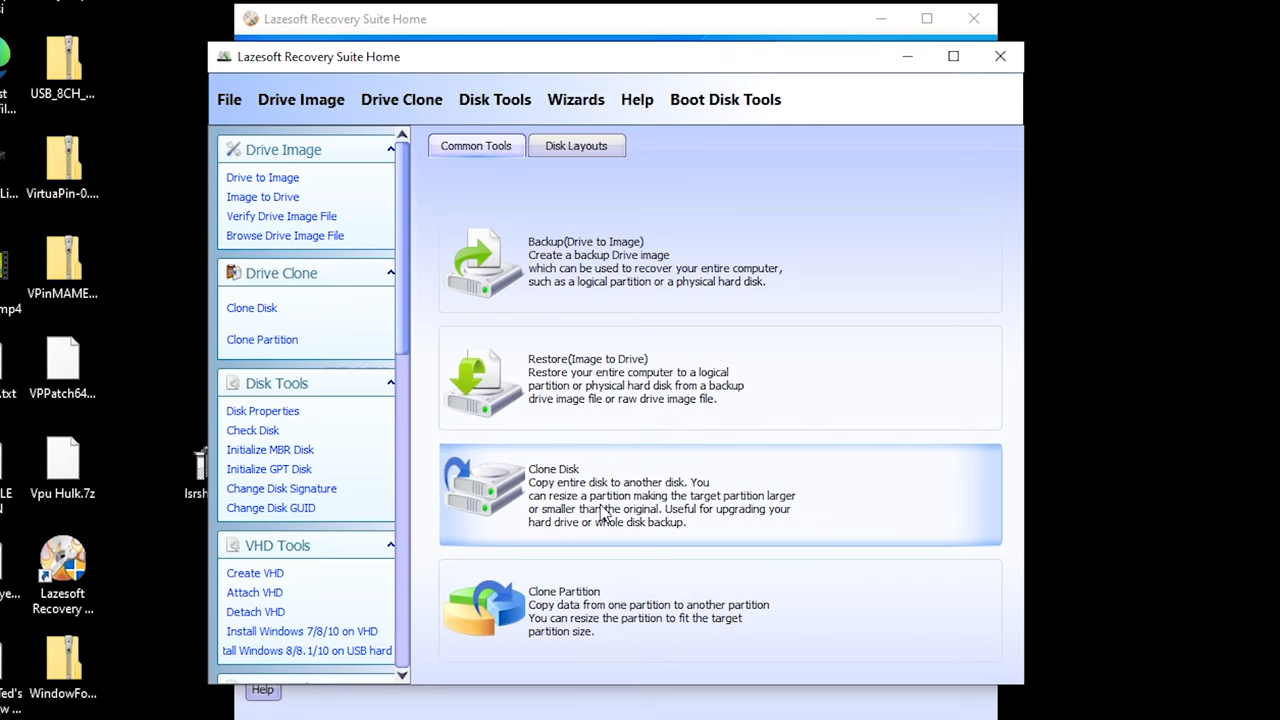 Lazesoft Recovery Suite Home
Lazesoft Recovery Suite Home
File Drive Image Drive Clone Disk Tools Wizards Help Boot Disk Tools
Drive Image
Drive to Image
Image to Drive
Verify Drive Image File
Browse Drive Image File
Drive Clone
Clone Disk
Clone Partition
Disk Tools
Disk Properties
Check Disk
Initialize MBR Disk
Initialize GPT Disk
Change Disk Signature
Change Disk GUID
VHD Tools
Create VHD
Attach VHD
Detach VHD
Install Windows 7/8/10 on VHD
tall Windows 8/8.1/10 on USB hard
Common Tools
Disk Layouts
Backup(Drive to Image)
Create a backup Drive image
which can be used to recover your entire computer,
such as a logical partition or a physical hard disk.
Restore(Image to Drive)
Restore your entire computer to a logical
partition or physical hard disk from a backup
drive image file or raw drive image file.
Clone Disk
Copy entire disk to another disk. You
can resize a partition making the target partition larger
or smaller than the original. Useful for upgrading your
hard drive or whole disk backup.
Clone Partition
Copy data from one partition to another partition
You can resize the partition to fit the target
partition size.
Help
USB_8CH_...
VirtuaPin-0....
VPinMAME...
VPPatch64...
Vpu Hulk.7z
Lazesoft
Recovery ...
WindowFo...
st
fil...
Li...
mp4
.txt
LE
V
ye...
Ted's
w ...
lsrsh
si